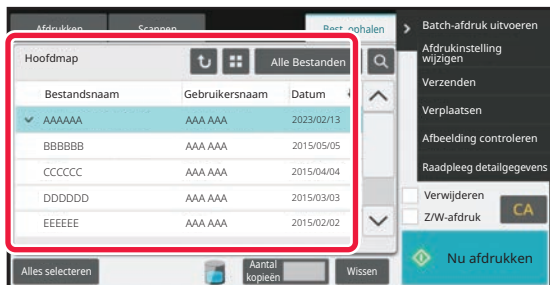 Afdrukken Scannen Best. ophalen
Hoofdmap Alle Bestanden
Bestandsnaam Gebruikersnaam Datum
AAAAAA AAA AAA 2023/02/13
BBBBBB AAA AAA 2015/05/05
CCCCCC AAA AAA 2015/04/04
DDDDDD AAA AAA 2015/03/03
EEEEEE AAA AAA 2015/02/02
Alles selecteren Aantal
kopieën Wissen
Batch-afdruk uitvoeren
Afdrukinstelling
wijzigen
Verzenden
Verplaatsen
Afbeelding controleren
Raadpleeg detailgegevens
Verwijderen
Z/W-afdruk CA
Nu afdrukken